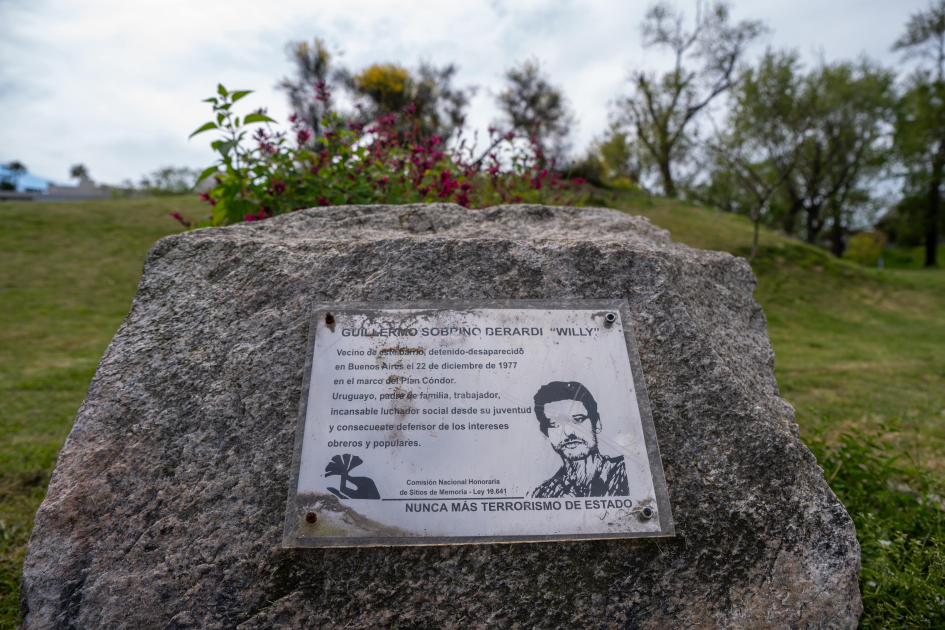 GUILLERMO SOBRINO BERARDI "WILLY"
Vecino de este barrio, detenido-desaparecido
en Buenos Aires el 22 de diciembre de 1977
en el marco del Plan Cóndor.
Uruguayo, padre de familia, trabajador,
incansable luchador social desde su juventud
y consecuente defensor de los intereses
obreros y populares.
Comisión Nacional Honoraria
de Sitios de Memoria - Ley 19.641
NUNCA MÁS TERRORISMO DE ESTADO